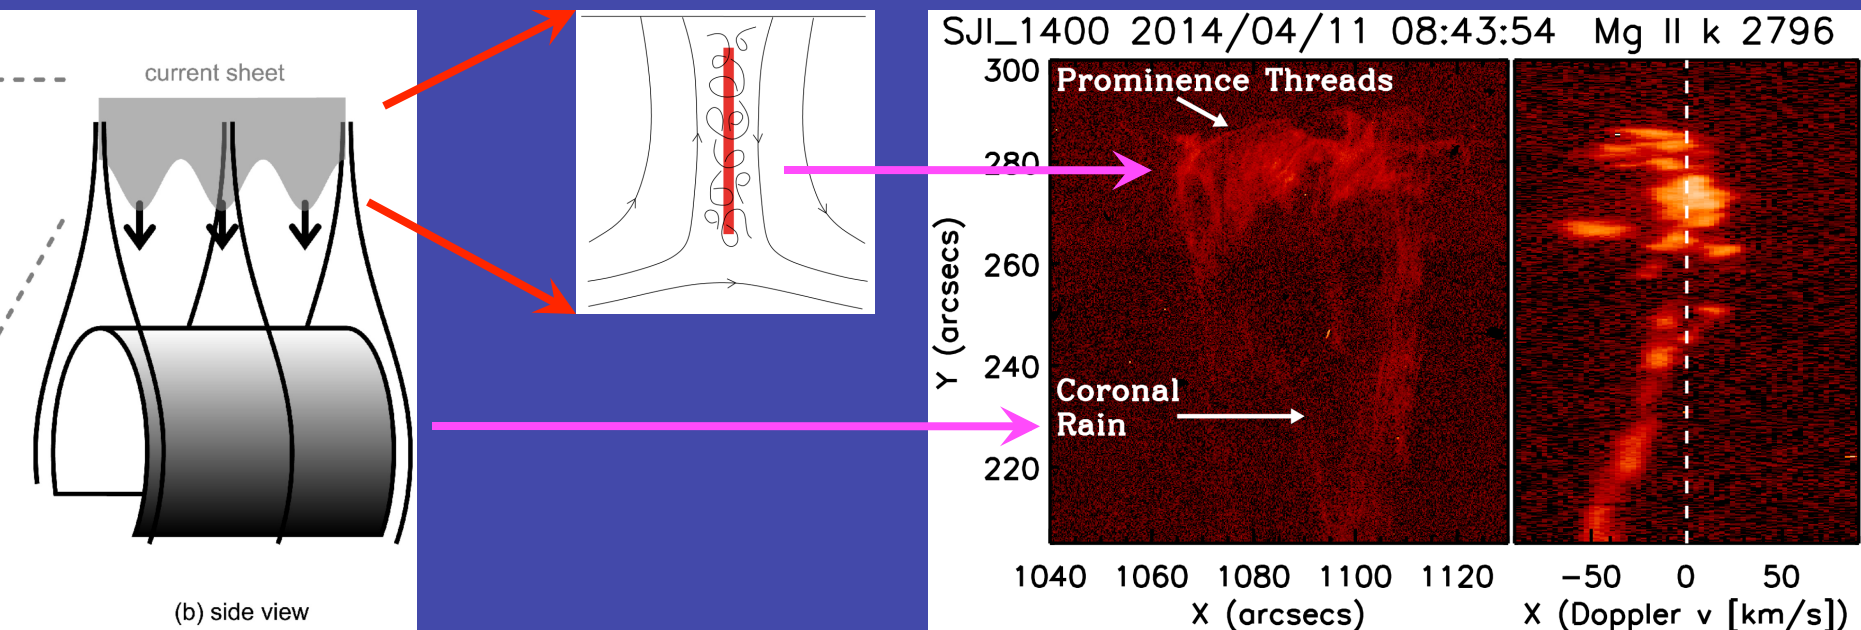 current sheet
(b) side view
SJI_1400 2014/04/11 08:43:54 Mg II k 2796
Prominence Threads
Coronal
Rain
300
280
260
240
220
Y (arcsecs)
1040 1060 1080 1100 1120
X (arcsecs)
−50 0 50
X (Doppler v [km/s])